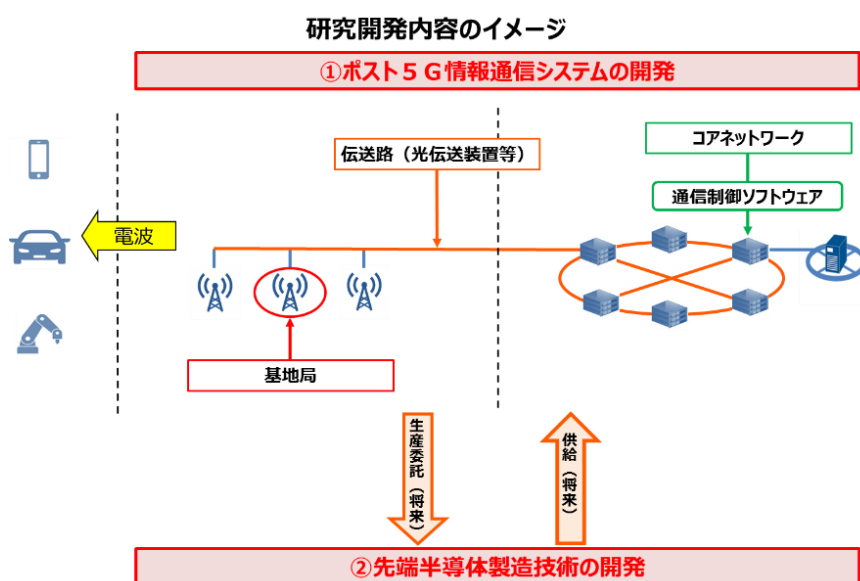 研究開発内容のイメージ
①ポスト５Ｇ情報通信システムの開発
伝送路（光伝送装置等）
コアネットワーク
通信制御ソフトウェア
電波
基地局
生産委託（将来）
供給（将来）
②先端半導体製造技術の開発